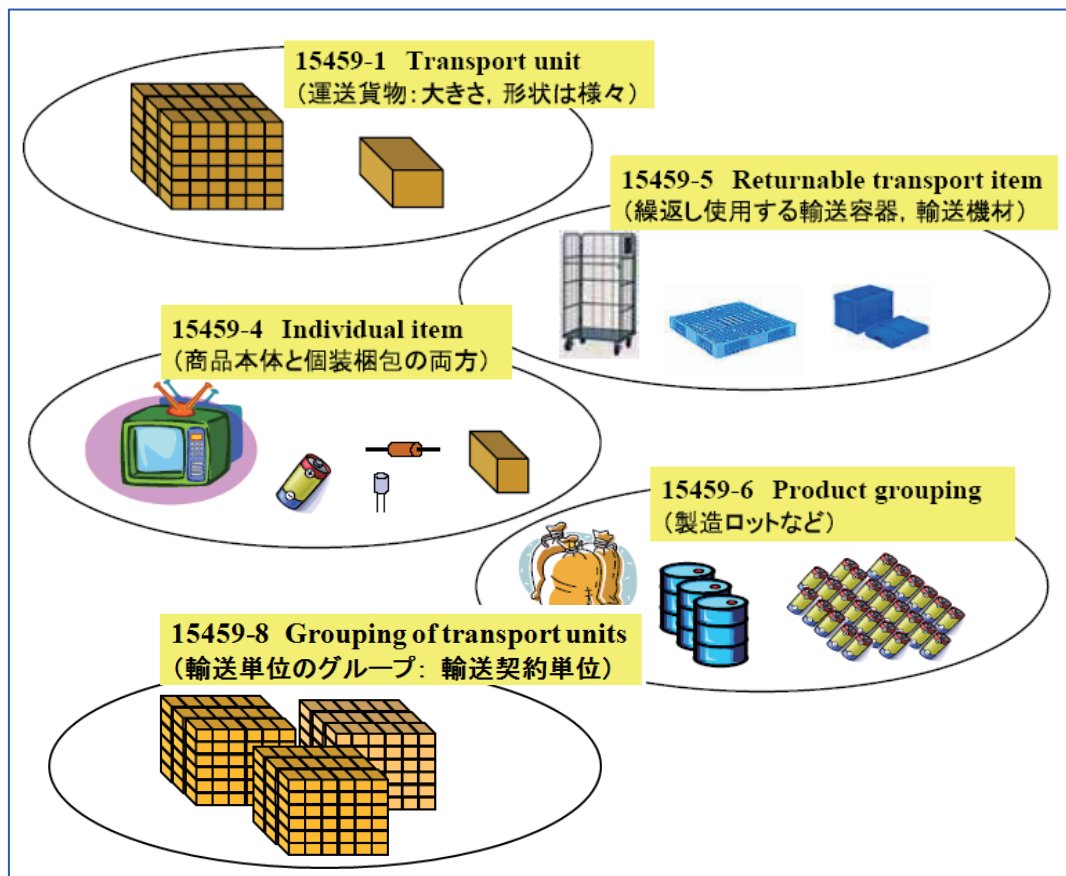 15459-1 Transport unit
（運送貨物：大きさ，形状は様々）
15459-5 Returnable transport item
（繰返し使用する輸送容器，輸送機材）
15459-4 Individual item
（商品本体と個装梱包の両方）
15459-6 Product grouping
（製造ロットなど）
15459-8 Grouping of transport units
（輸送単位のグループ： 輸送契約単位）